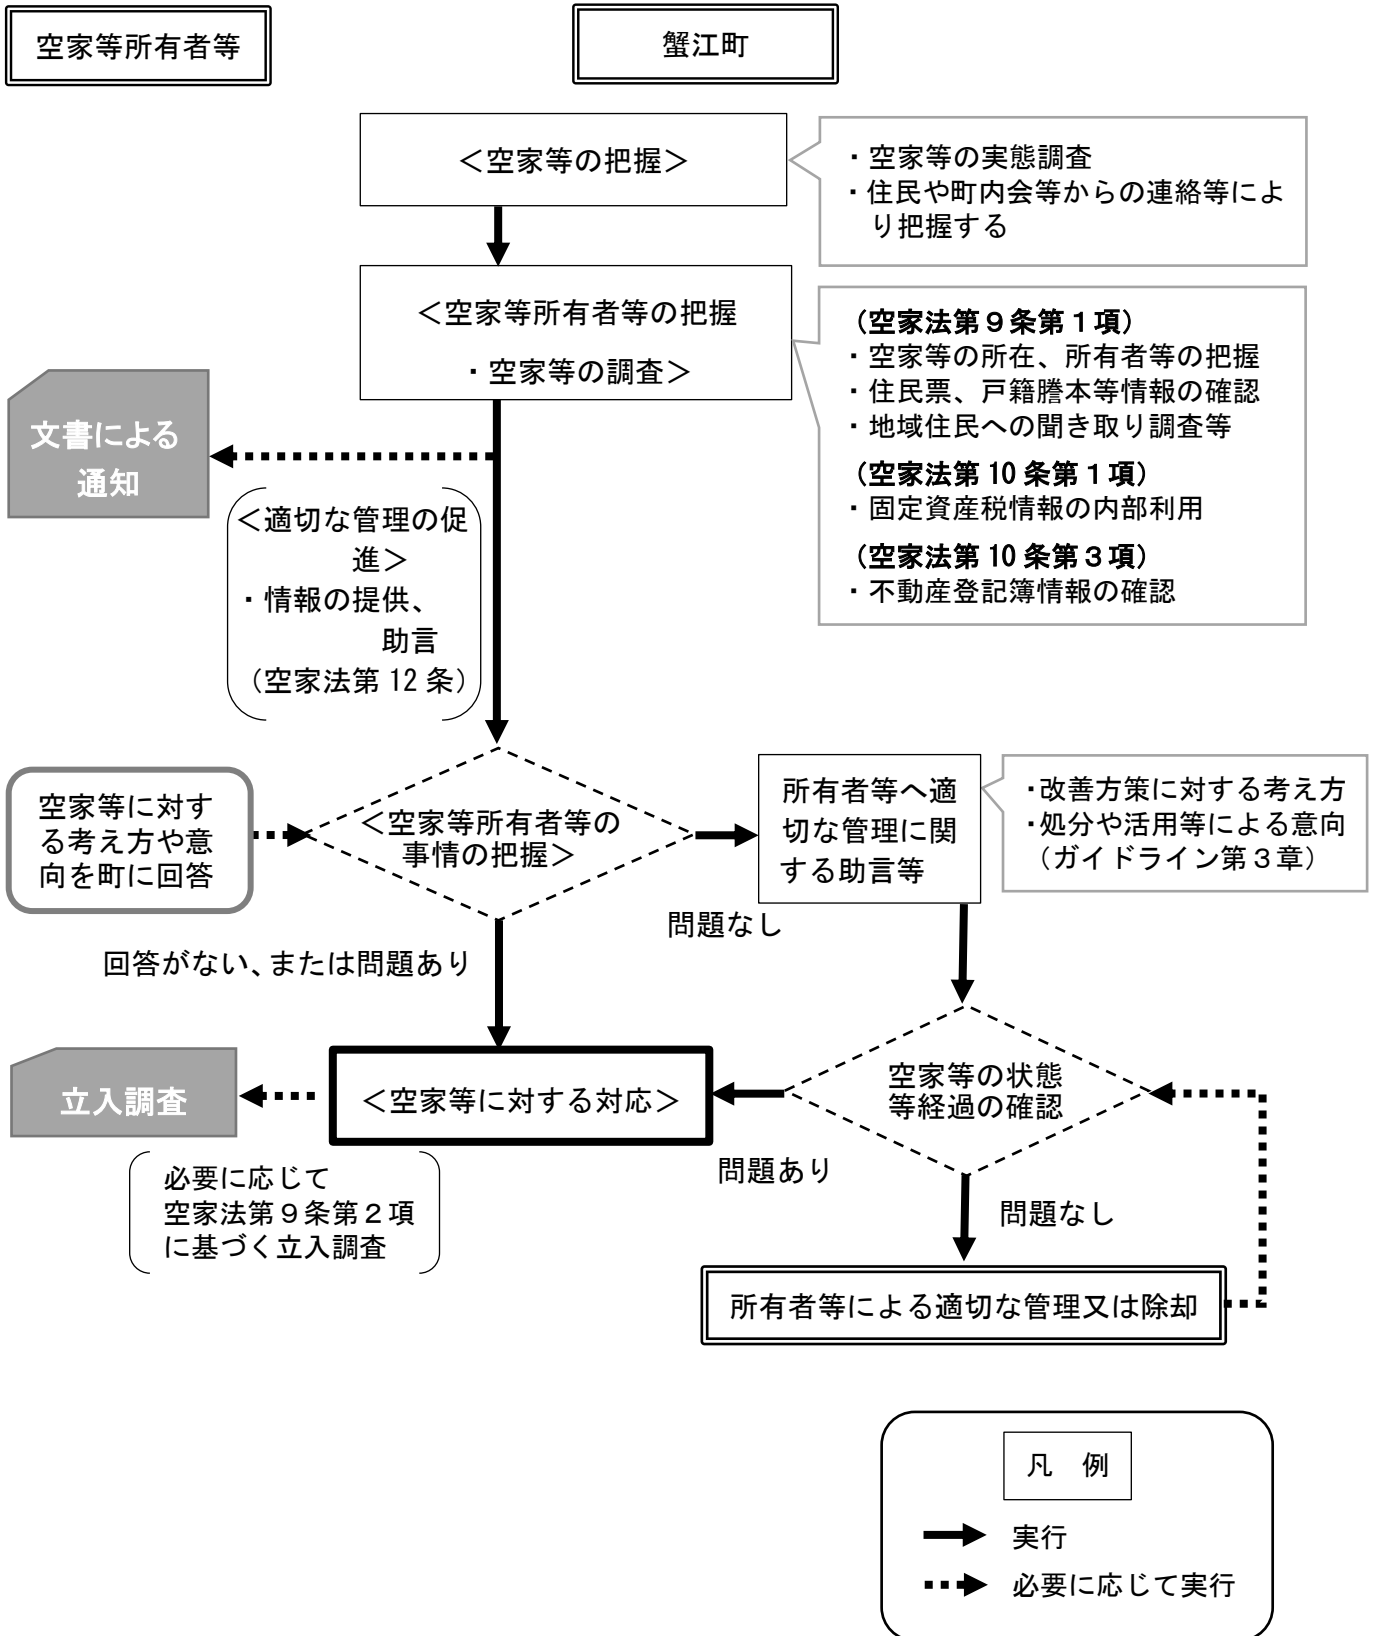 空家等所有者等
蟹江町
＜空家等の把握＞
・空家等の実態調査
・住民や町内会等からの連絡等によ
り把握する
＜空家等所有者等の把握
・空家等の調査＞
（空家法第９条第１項）
・空家等の所在、所有者等の把握
・住民票、戸籍謄本等情報の確認
・地域住民への聞き取り調査等
（空家法第 10 条第１項）
・固定資産税情報の内部利用
（空家法第 10 条第３項）
・不動産登記簿情報の確認
文書による
通知
＜適切な管理の促
進＞
・情報の提供、
助言
（空家法第 12 条）
空家等に対す
る考え方や意
向を町に回答
＜空家等所有者等の
事情の把握＞
所有者等へ適
切な管理に関
する助言等
・改善方策に対する考え方
・処分や活用等による意向
（ガイドライン第３章）
問題なし
回答がない、または問題あり
立入調査
＜空家等に対する対応＞
空家等の状態
等経過の確認
必要に応じて
空家法第９条第２項
に基づく立入調査
問題あり
問題なし
所有者等による適切な管理又は除却
凡　例
実行
必要に応じて実行